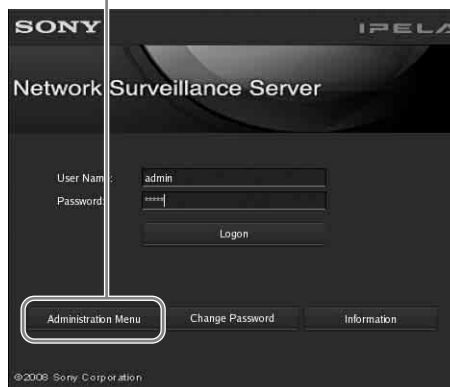 SONY IPELA
Network Surveillance Server
User Name: admin
Password: *****
Logon
Administration Menu Change Password Information
©2008 Sony Corporation